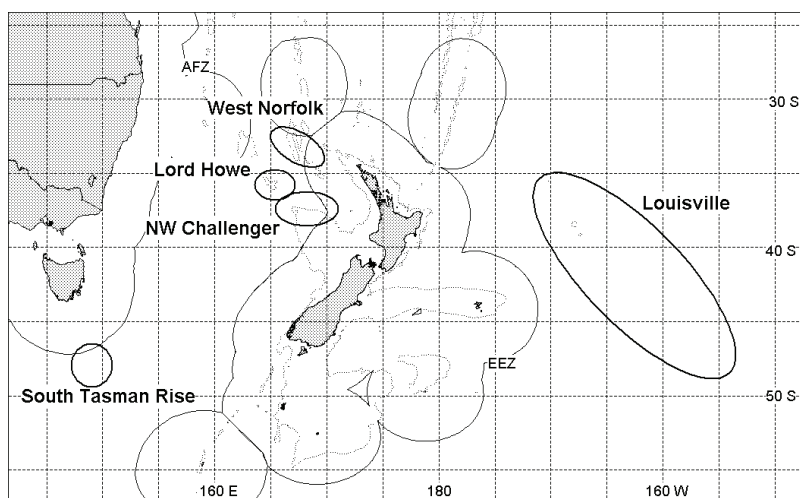 AFZ
West Norfolk
30 S
Lord Howe
Louisville
NW Challenger
40 S
EEZ
South Tasman Rise
50 S
160 E
180
160 W